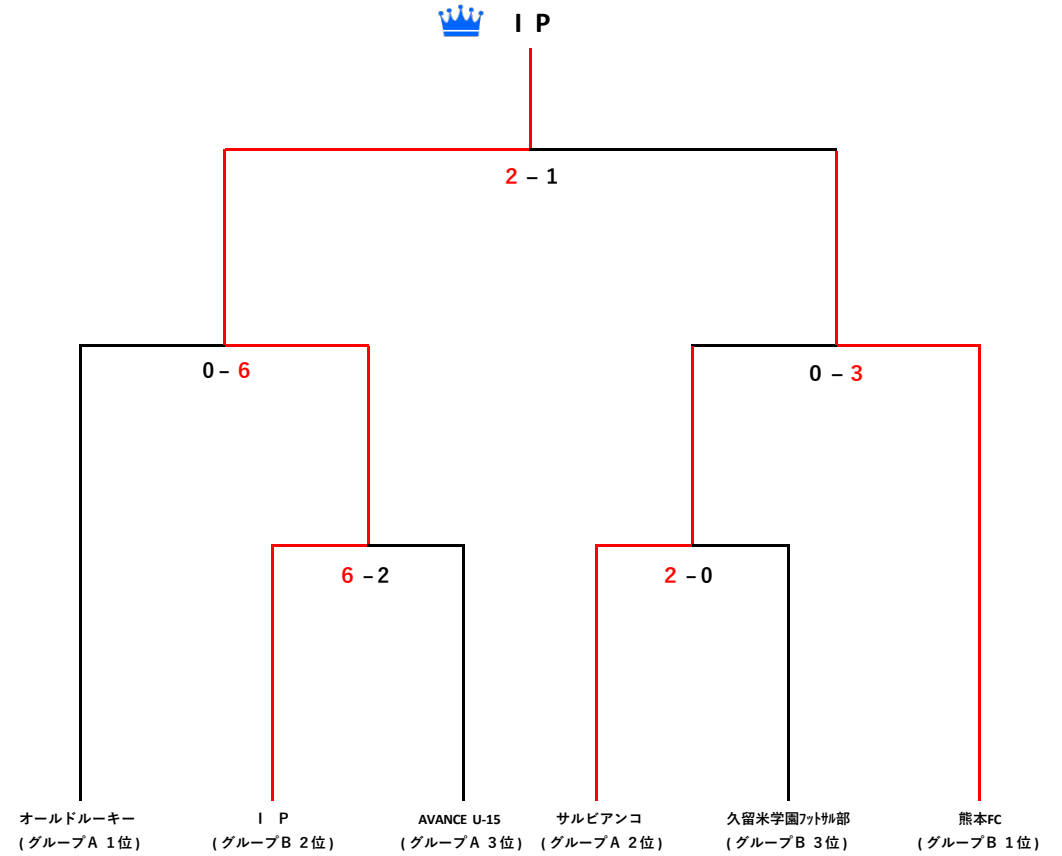 I P
2 – 1
0 – 6
0 – 3
6 – 2
2 – 0
オールドルーキー
(グループA 1位)
I P
(グループB 2位)
AVANCE U-15
(グループA 3位)
サルビアンコ
(グループA 2位)
久留米学園ﾌｯﾄｻﾙ部
(グループB 3位)
熊本FC
(グループB 1位)